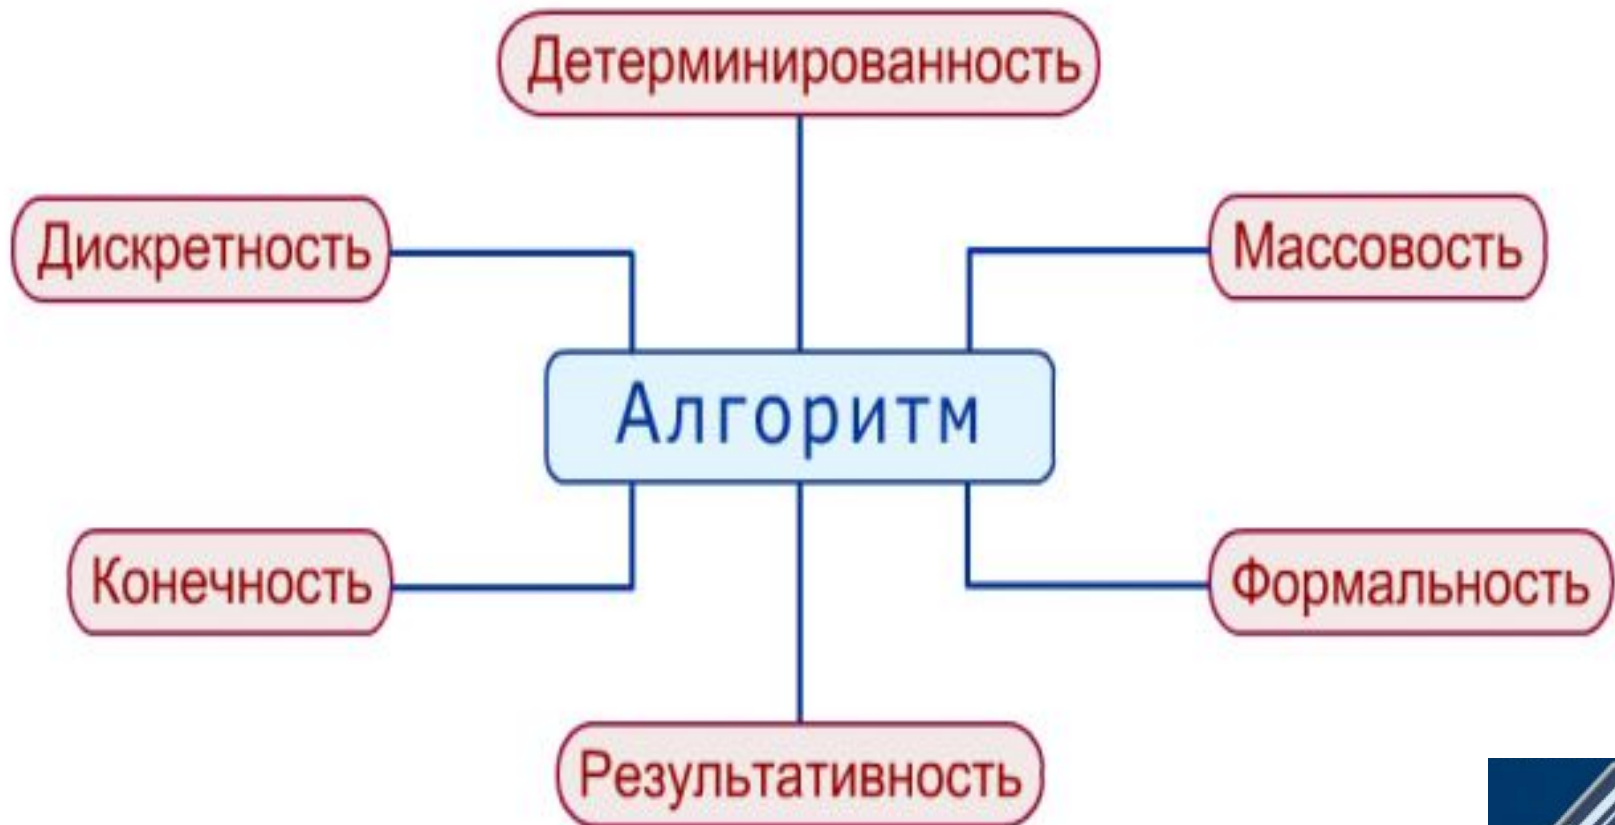 Детерминированность
Дискретность
Массовость
Алгоритм
Конечность
Формальность
Результативность